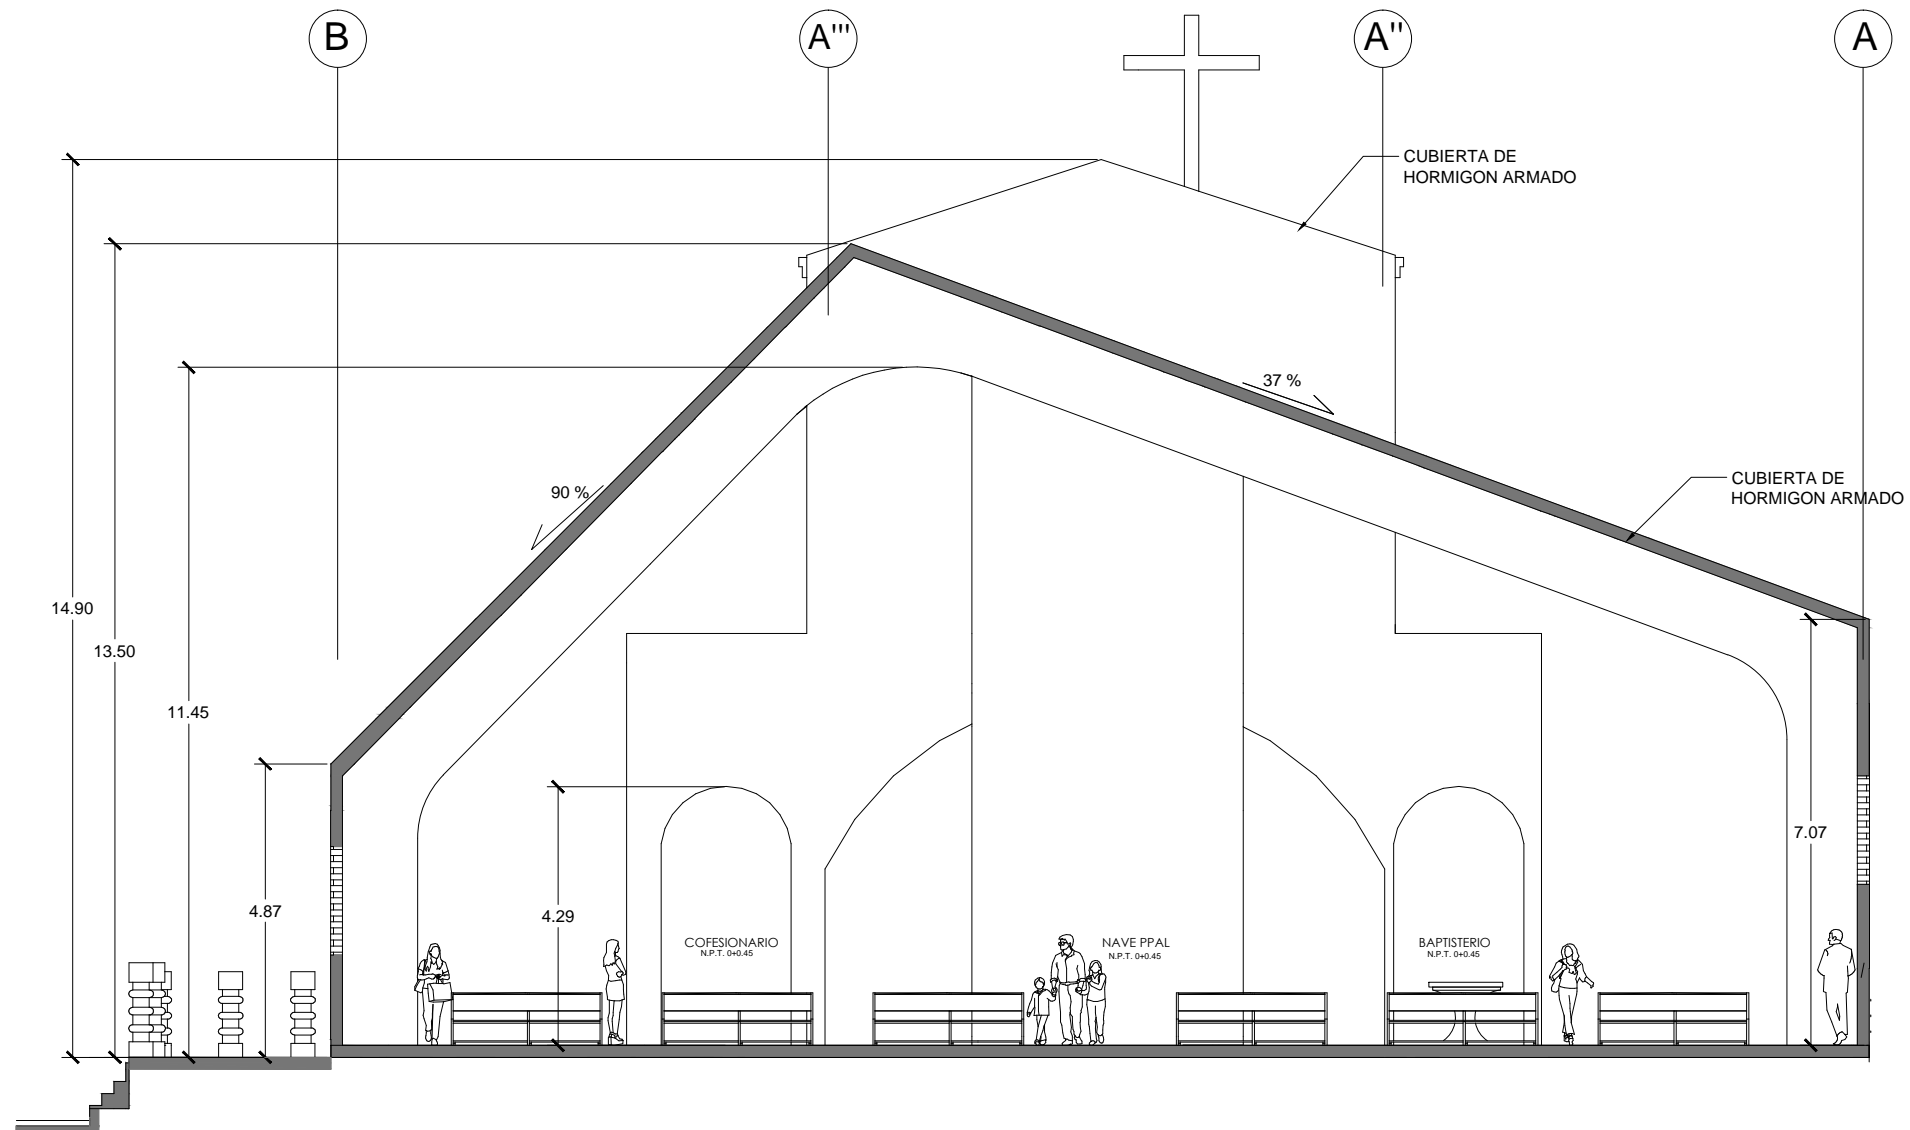 B
A'''
A''
A
CUBIERTA DE
HORMIGON ARMADO
37 %
90 %
CUBIERTA DE
HORMIGON ARMADO
14.90
13.50
11.45
4.87
4.29
7.07
COFESIONARIO
N.P.T. 0+0.45
NAVE PPAL
N.P.T. 0+0.45
BAPTISTERIO
N.P.T. 0+0.45